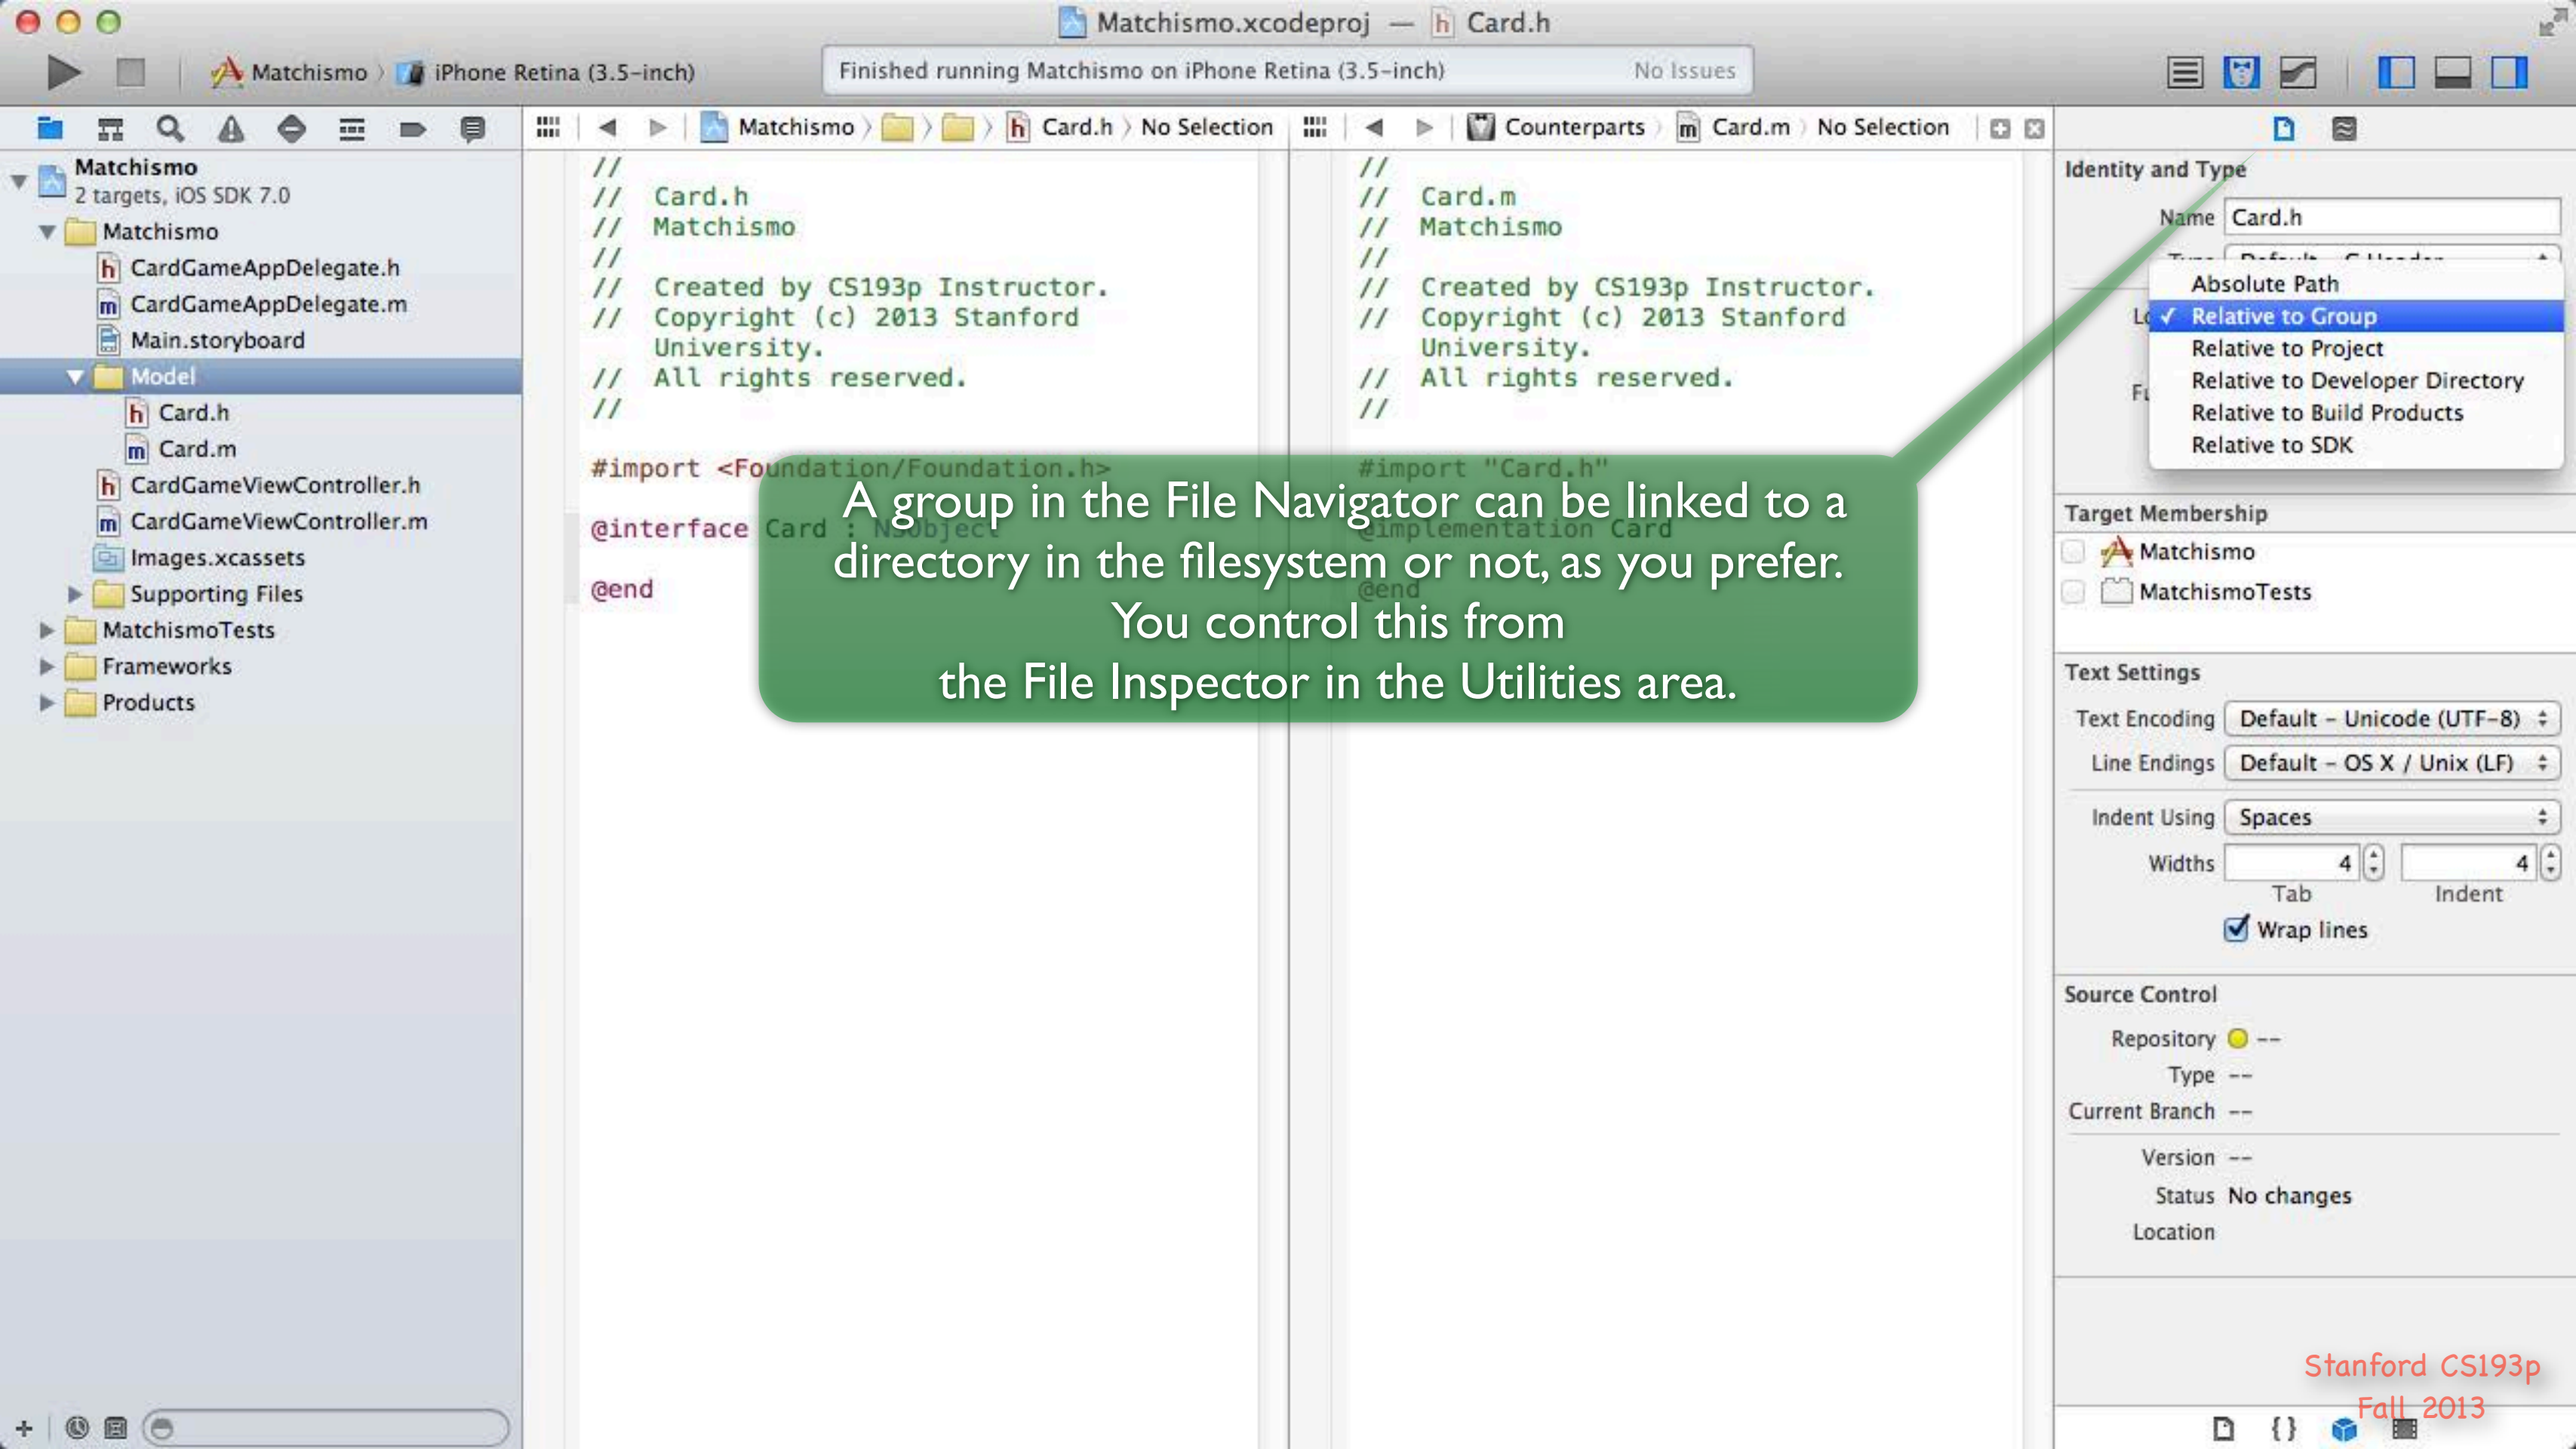 Matchismo.xcodeproj — h Card.h
Matchismo iPhone Retina (3.5-inch)
Finished running Matchismo on iPhone Retina (3.5-inch) No Issues
Matchismo
2 targets, iOS SDK 7.0
Matchismo
h CardGameAppDelegate.h
m CardGameAppDelegate.m
Main.storyboard
Model
h Card.h
m Card.m
h CardGameViewController.h
m CardGameViewController.m
Images.xcassets
Supporting Files
MatchismoTests
Frameworks
Products
Matchismo h Card.h No Selection
//
// Card.h
// Matchismo
//
// Created by CS193p Instructor.
// Copyright (c) 2013 Stanford
University.
// All rights reserved.
//
#import <Foundation/Foundation.h>
@interface Card : NSObject
@end
Counterparts m Card.m No Selection
//
// Card.m
// Matchismo
//
// Created by CS193p Instructor.
// Copyright (c) 2013 Stanford
University.
// All rights reserved.
//
#import "Card.h"
@implementation Card
@end
A group in the File Navigator can be linked to a
directory in the filesystem or not, as you prefer.
You control this from
the File Inspector in the Utilities area.
Identity and Type
Name Card.h
Absolute Path
✓ Relative to Group
Relative to Project
Relative to Developer Directory
Relative to Build Products
Relative to SDK
Target Membership
Matchismo
MatchismoTests
Text Settings
Text Encoding Default - Unicode (UTF-8)
Line Endings Default - OS X / Unix (LF)
Indent Using Spaces
Widths 4 4
Tab Indent
Wrap lines
Source Control
Repository --
Type --
Current Branch --
Version --
Status No changes
Location
Stanford CS193p
Fall 2013
{}